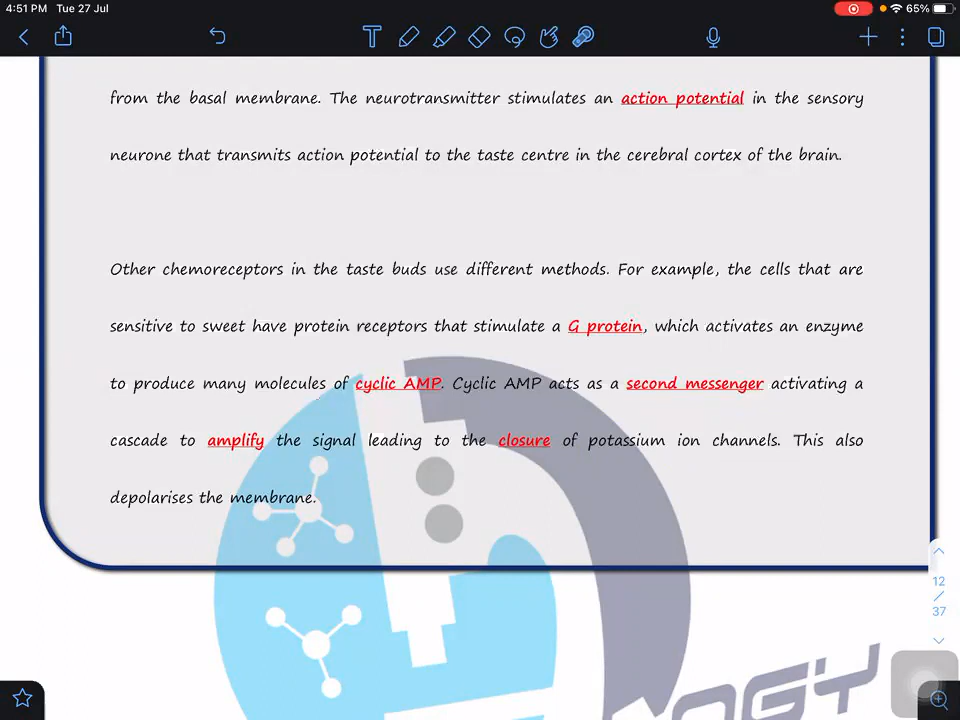 4:51 PM Tue 27 Jul
65%
from the basal membrane. The neurotransmitter stimulates an action potential in the sensory
neurone that transmits action potential to the taste centre in the cerebral cortex of the brain.
Other chemoreceptors in the taste buds use different methods. For example, the cells that are
sensitive to sweet have protein receptors that stimulate a G protein, which activates an enzyme
to produce many molecules of cyclic AMP. Cyclic AMP acts as a second messenger activating a
cascade to amplify the signal leading to the closure of potassium ion channels. This also
depolarises the membrane.
12
/
37
OGY